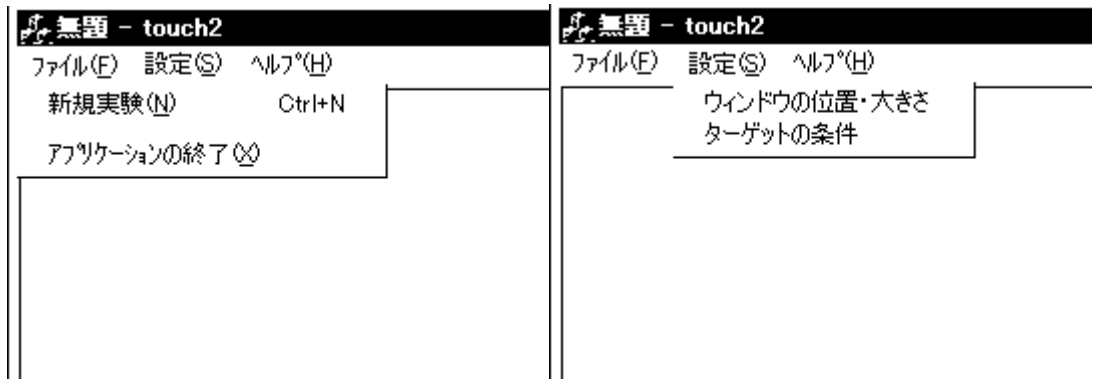 無題 - touch2
ファイル(F) 設定(S) ヘルプ(H)
新規実験(N) Ctrl+N
アプリケーションの終了(X)
無題 - touch2
ファイル(F) 設定(S) ヘルプ(H)
ウィンドウの位置・大きさ
ターゲットの条件